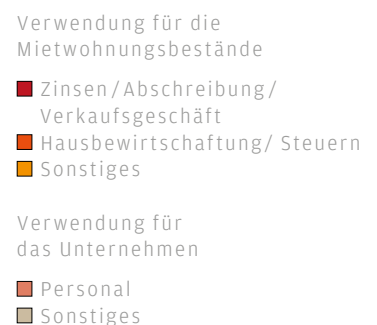 Verwendung für die
Mietwohnungsbestände
Zinsen/Abschreibung/
Verkaufsgeschäft
Hausbewirtschaftung/ Steuern
Sonstiges
Verwendung für
das Unternehmen
Personal
Sonstiges